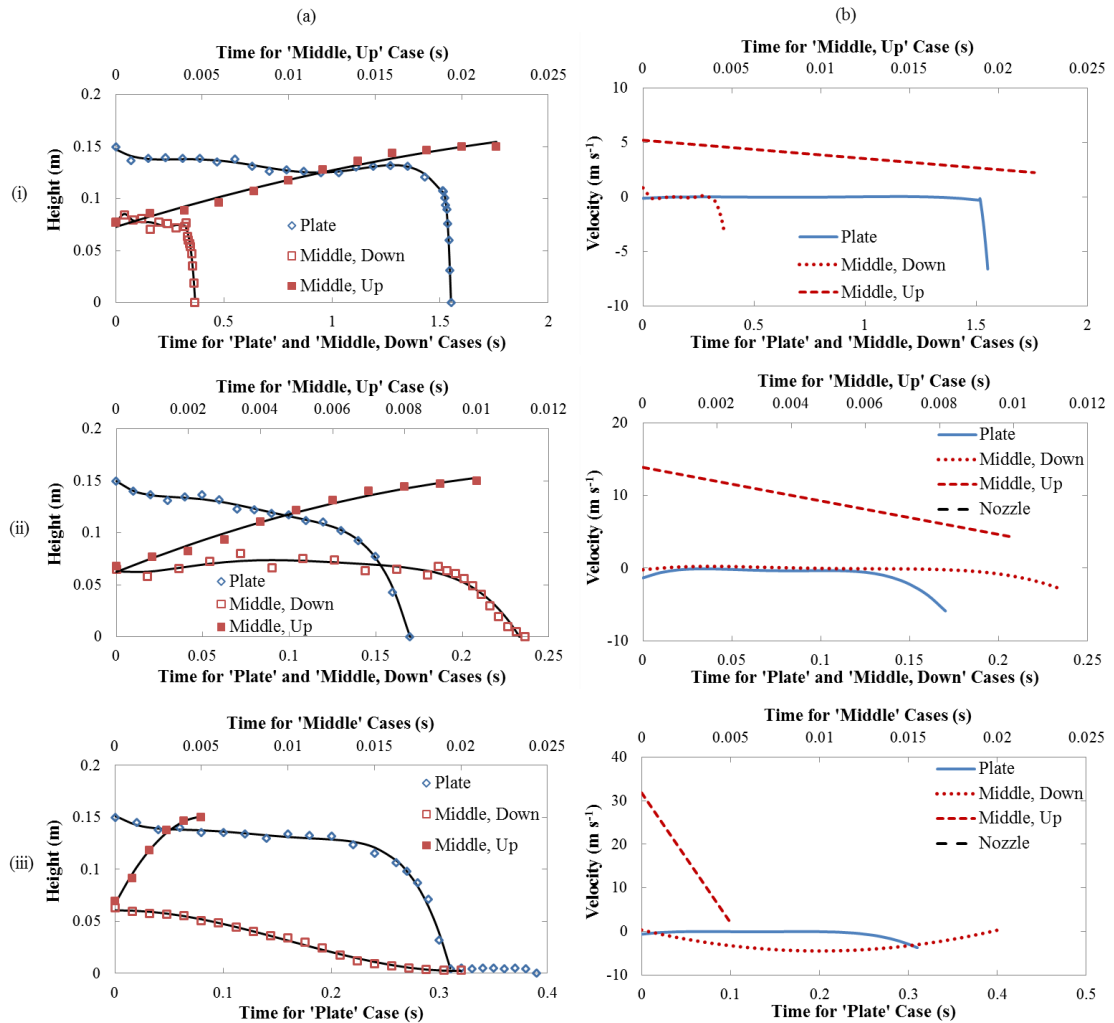 (a)
(b)
(i)
Time for 'Middle, Up' Case (s)
0 0.005 0.01 0.015 0.02 0.025
Height (m)
0.2
0.15
0.1
0.05
0
Plate
Middle, Down
Middle, Up
0 0.5 1 1.5 2
Time for 'Plate' and 'Middle, Down' Cases (s)
Time for 'Middle, Up' Case (s)
0 0.005 0.01 0.015 0.02 0.025
Velocity (m s⁻¹)
10
5
0
-5
-10
Plate
Middle, Down
Middle, Up
0.5 1 1.5 2
Time for 'Plate' and 'Middle, Down' Cases (s)
(ii)
Time for 'Middle, Up' Case (s)
0 0.002 0.004 0.006 0.008 0.01 0.012
Height (m)
0.2
0.15
0.1
0.05
0
Plate
Middle, Down
Middle, Up
0 0.05 0.1 0.15 0.2 0.25
Time for 'Plate' and 'Middle, Down' Cases (s)
Time for 'Middle, Up' Case (s)
0 0.002 0.004 0.006 0.008 0.01 0.012
Velocity (m s⁻¹)
20
10
0
-10
Plate
Middle, Down
Middle, Up
Nozzle
0 0.05 0.1 0.15 0.2 0.25
Time for 'Plate' and 'Middle, Down' Cases (s)
(iii)
Time for 'Middle' Cases (s)
0 0.005 0.01 0.015 0.02 0.025
Height (m)
0.2
0.15
0.1
0.05
0
Plate
Middle, Down
Middle, Up
0 0.1 0.2 0.3 0.4
Time for 'Plate' Case (s)
Time for 'Middle' Cases (s)
0 0.005 0.01 0.015 0.02 0.025
Velocity (m s⁻¹)
40
30
20
10
0
-10
Plate
Middle, Down
Middle, Up
Nozzle
0 0.1 0.2 0.3 0.4 0.5
Time for 'Plate' Case (s)